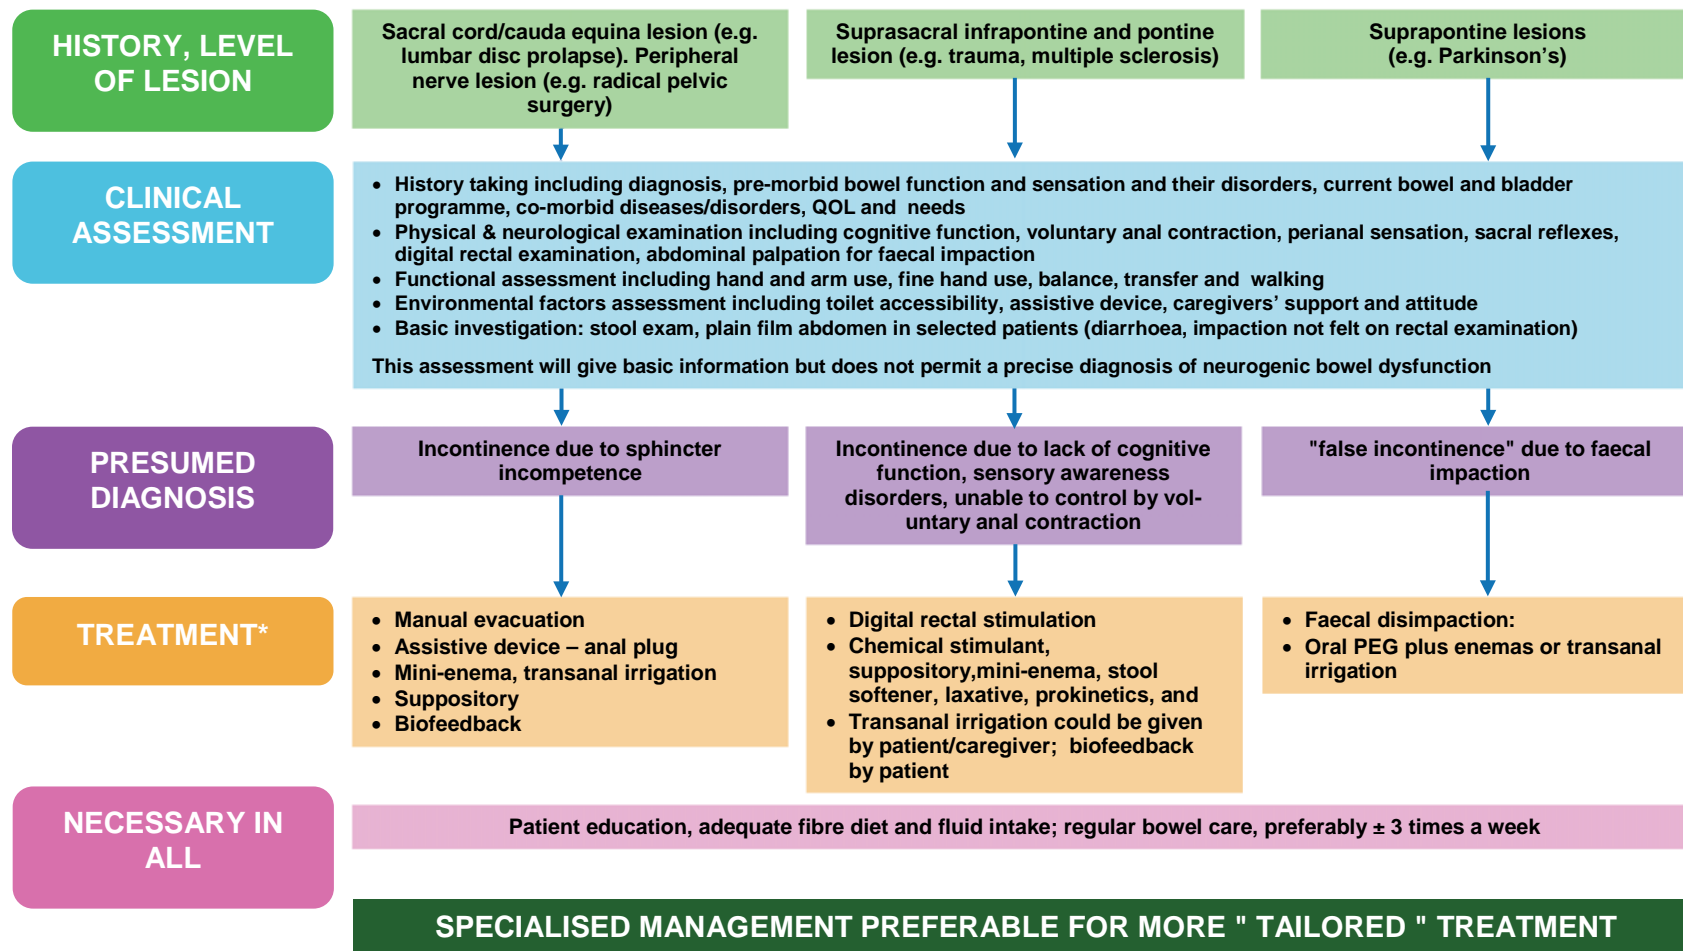 HISTORY, LEVEL
OF LESION
Sacral cord/cauda equina lesion (e.g.
lumbar disc prolapse). Peripheral
nerve lesion (e.g. radical pelvic
surgery)
Suprasacral infrapontine and pontine
lesion (e.g. trauma, multiple sclerosis)
Suprapontine lesions
(e.g. Parkinson's)
CLINICAL
ASSESSMENT
• History taking including diagnosis, pre-morbid bowel function and sensation and their disorders, current bowel and bladder
programme, co-morbid diseases/disorders, QOL and needs
• Physical & neurological examination including cognitive function, voluntary anal contraction, perianal sensation, sacral reflexes,
digital rectal examination, abdominal palpation for faecal impaction
• Functional assessment including hand and arm use, fine hand use, balance, transfer and walking
• Environmental factors assessment including toilet accessibility, assistive device, caregivers' support and attitude
• Basic investigation: stool exam, plain film abdomen in selected patients (diarrhoea, impaction not felt on rectal examination)
This assessment will give basic information but does not permit a precise diagnosis of neurogenic bowel dysfunction
PRESUMED
DIAGNOSIS
Incontinence due to sphincter
incompetence
Incontinence due to lack of cognitive
function, sensory awareness
disorders, unable to control by vol-
untary anal contraction
"false incontinence" due to faecal
impaction
TREATMENT*
• Manual evacuation
• Assistive device – anal plug
• Mini-enema, transanal irrigation
• Suppository
• Biofeedback
• Digital rectal stimulation
• Chemical stimulant,
suppository,mini-enema, stool
softener, laxative, prokinetics, and
• Transanal irrigation could be given
by patient/caregiver; biofeedback
by patient
• Faecal disimpaction:
• Oral PEG plus enemas or transanal
irrigation
NECESSARY IN
ALL
Patient education, adequate fibre diet and fluid intake; regular bowel care, preferably ± 3 times a week
SPECIALISED MANAGEMENT PREFERABLE FOR MORE " TAILORED " TREATMENT